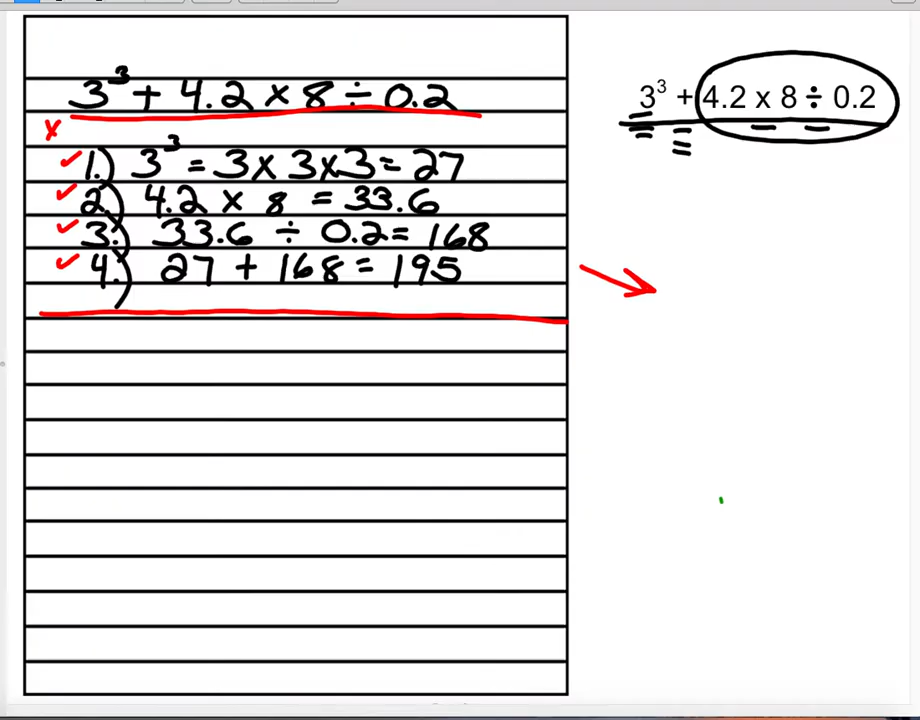 3³ + 4.2 × 8 ÷ 0.2
1.) 3³ = 3 × 3 × 3 = 27
2.) 4.2 × 8 = 33.6
3.) 33.6 ÷ 0.2 = 168
4.) 27 + 168 = 195
3³ + 4.2 x 8 ÷ 0.2